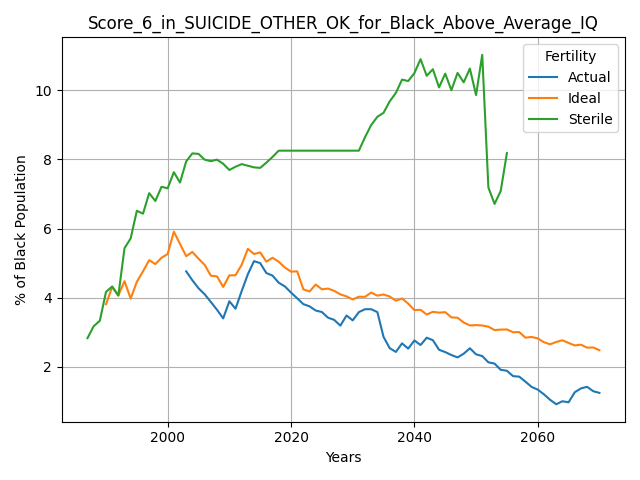 Score_6_in_SUICIDE_OTHER_OK_for_Black_Above_Average_IQ
Fertility
Actual
Ideal
Sterile
% of Black Population
10
8
6
4
2
2000 2020 2040 2060
Years